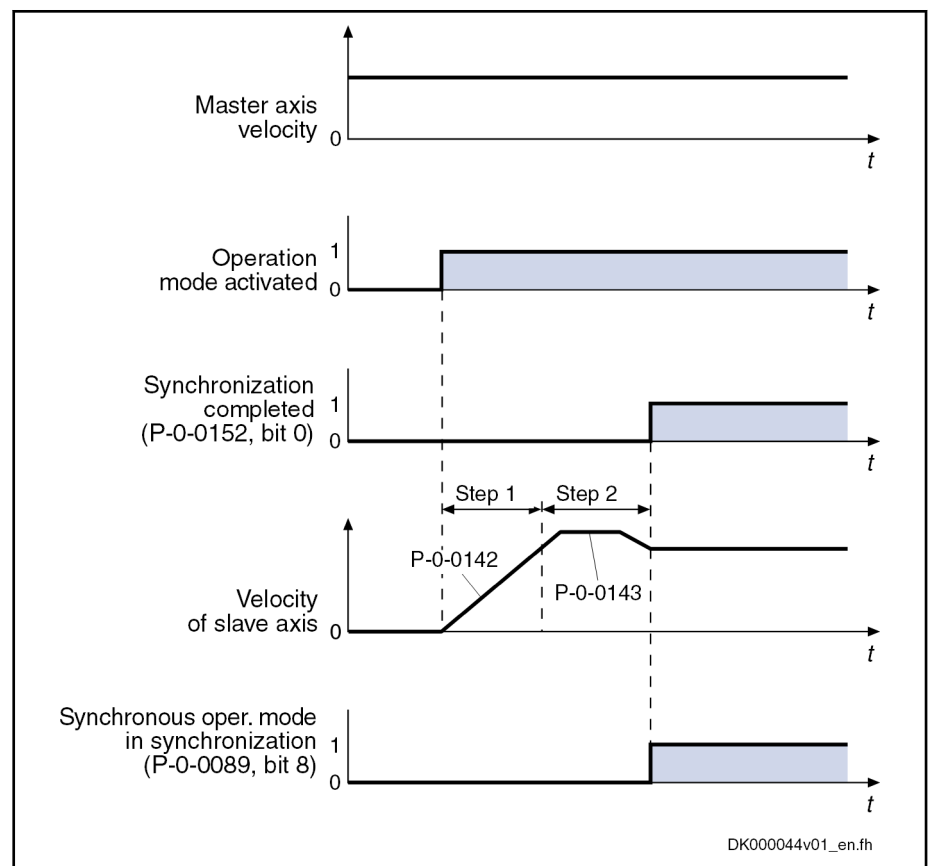 Master axis
velocity
0
t
Operation
mode activated
1
0
t
Synchronization
completed
(P-0-0152, bit 0)
1
0
t
Step 1
Step 2
P-0-0142
P-0-0143
Velocity
of slave axis
0
t
Synchronous oper. mode
in synchronization
(P-0-0089, bit 8)
1
0
t
DK000044v01_en.fh